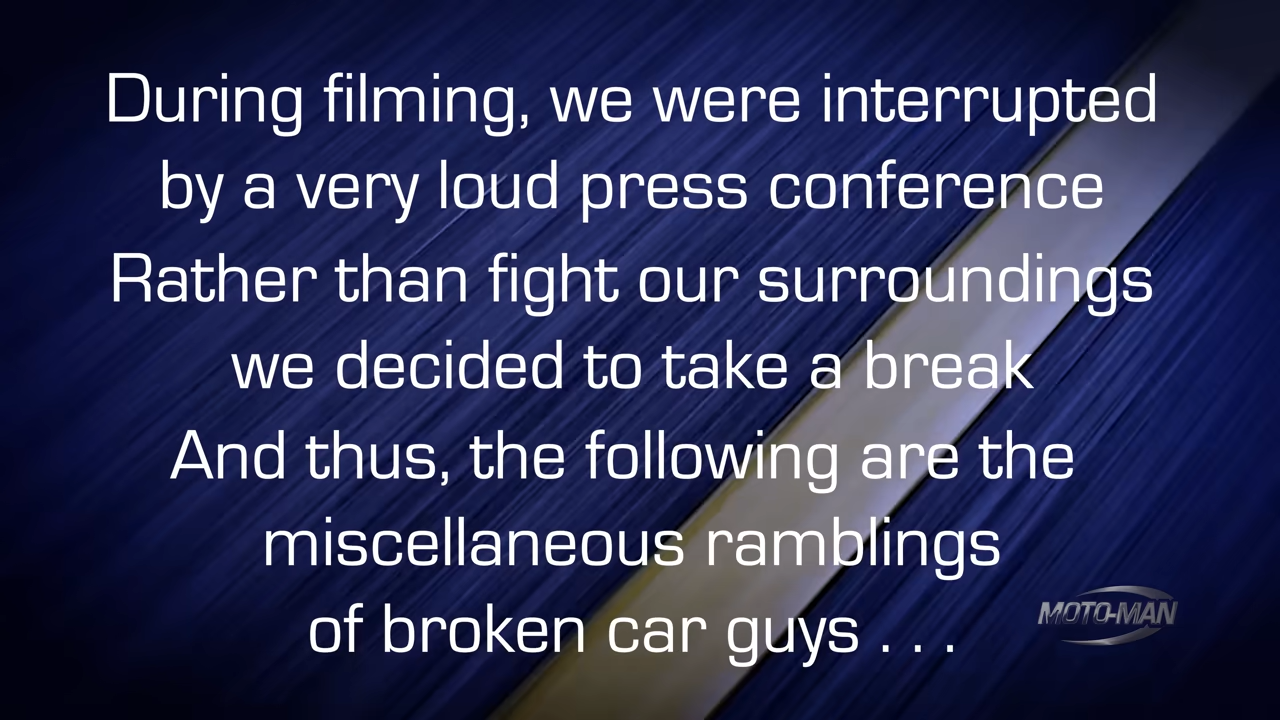 During filming, we were interrupted
by a very loud press conference
Rather than fight our surroundings
we decided to take a break
And thus, the following are the
miscellaneous ramblings
of broken car guys . . .
MOTO-MAN